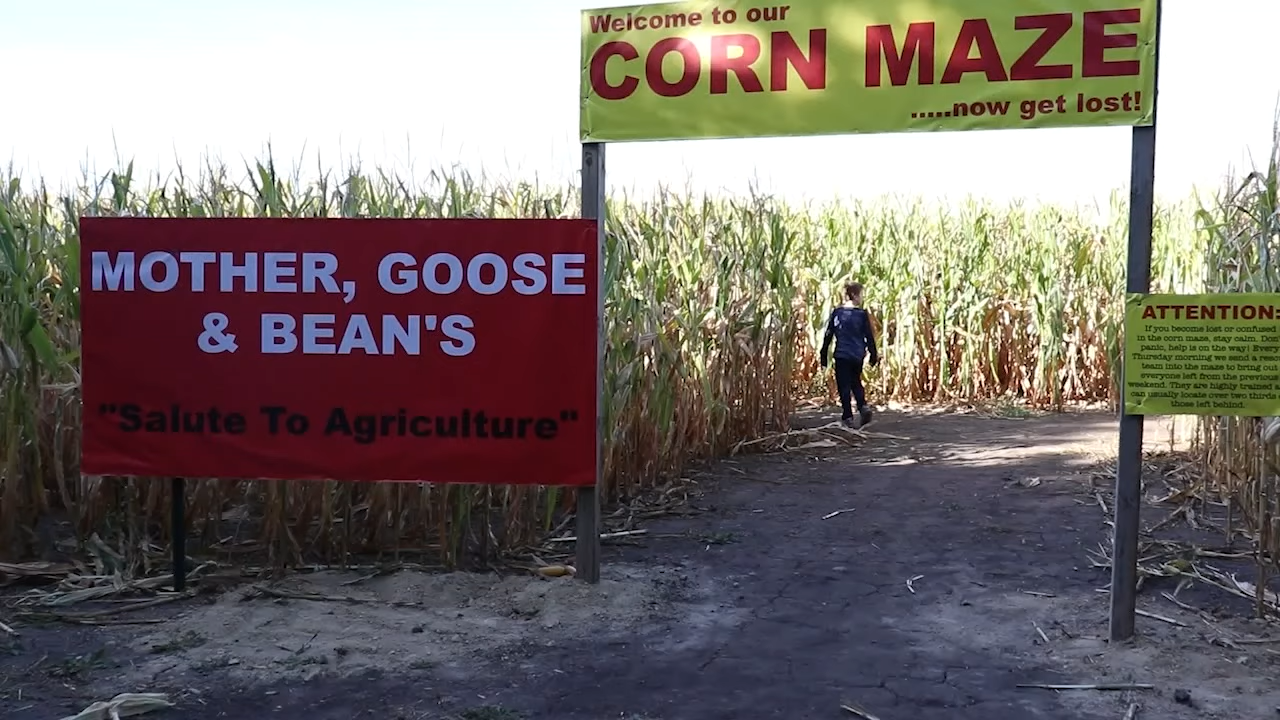 Welcome to our
CORN MAZE
.....now get lost!
MOTHER, GOOSE
& BEAN'S
"Salute To Agriculture"
ATTENTION:
If you become lost or confused
in the corn maze, stay calm. Don'
panic, help is on the way! Every
Thursday morning we send a
team into the maze to bring out
everyone left from the previous
weekend. They are highly trained
can usually locate over two thirds
those left behind.